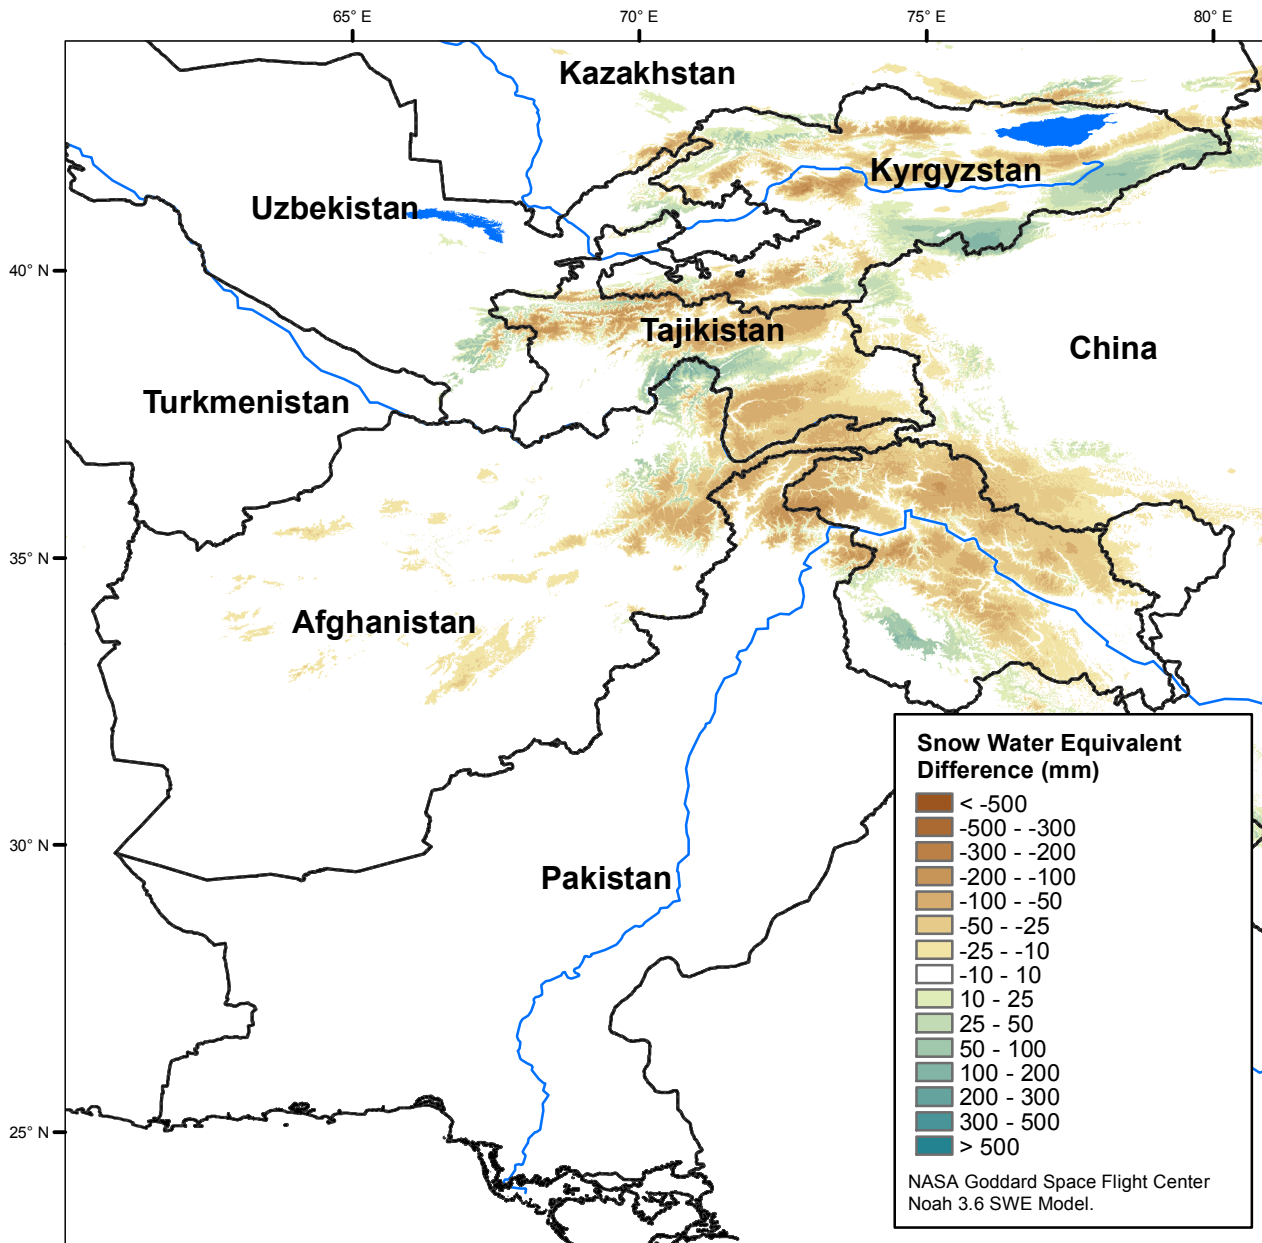 65° E
70° E
75° E
80° E
Kazakhstan
Kyrgyzstan
Uzbekistan
40° N
Tajikistan
China
Turkmenistan
35° N
Afghanistan
Snow Water Equivalent
Difference (mm)
< -500
-500 - -300
-300 - -200
-200 - -100
-100 - -50
-50 - -25
-25 - -10
-10 - 10
10 - 25
25 - 50
50 - 100
100 - 200
200 - 300
300 - 500
> 500
30° N
Pakistan
25° N
NASA Goddard Space Flight Center
Noah 3.6 SWE Model.